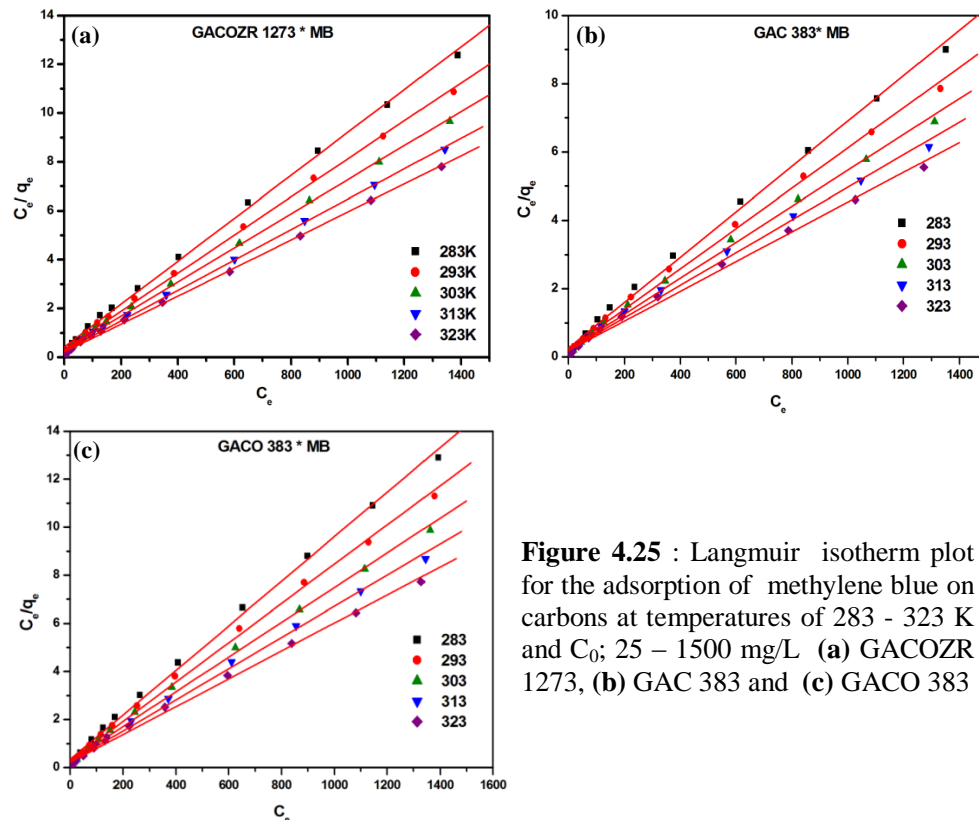 (a) GACOZR 1273 * MB
14
12
10
8
6
4
2
0
C_e/ q_e
283K
293K
303K
313K
323K
0 200 400 600 800 1000 1200 1400
C_e
(b) GAC 383* MB
10
8
6
4
2
0
C_e/q_e
283
293
303
313
323
0 200 400 600 800 1000 1200 1400
C_e
(c) GACO 383 * MB
14
12
10
8
6
4
2
0
C_e/q_e
283
293
303
313
323
0 200 400 600 800 1000 1200 1400 1600
C_e
Figure 4.25 : Langmuir isotherm plot
for the adsorption of methylene blue on
carbons at temperatures of 283 - 323 K
and C₀; 25 – 1500 mg/L (a) GACOZR
1273, (b) GAC 383 and (c) GACO 383